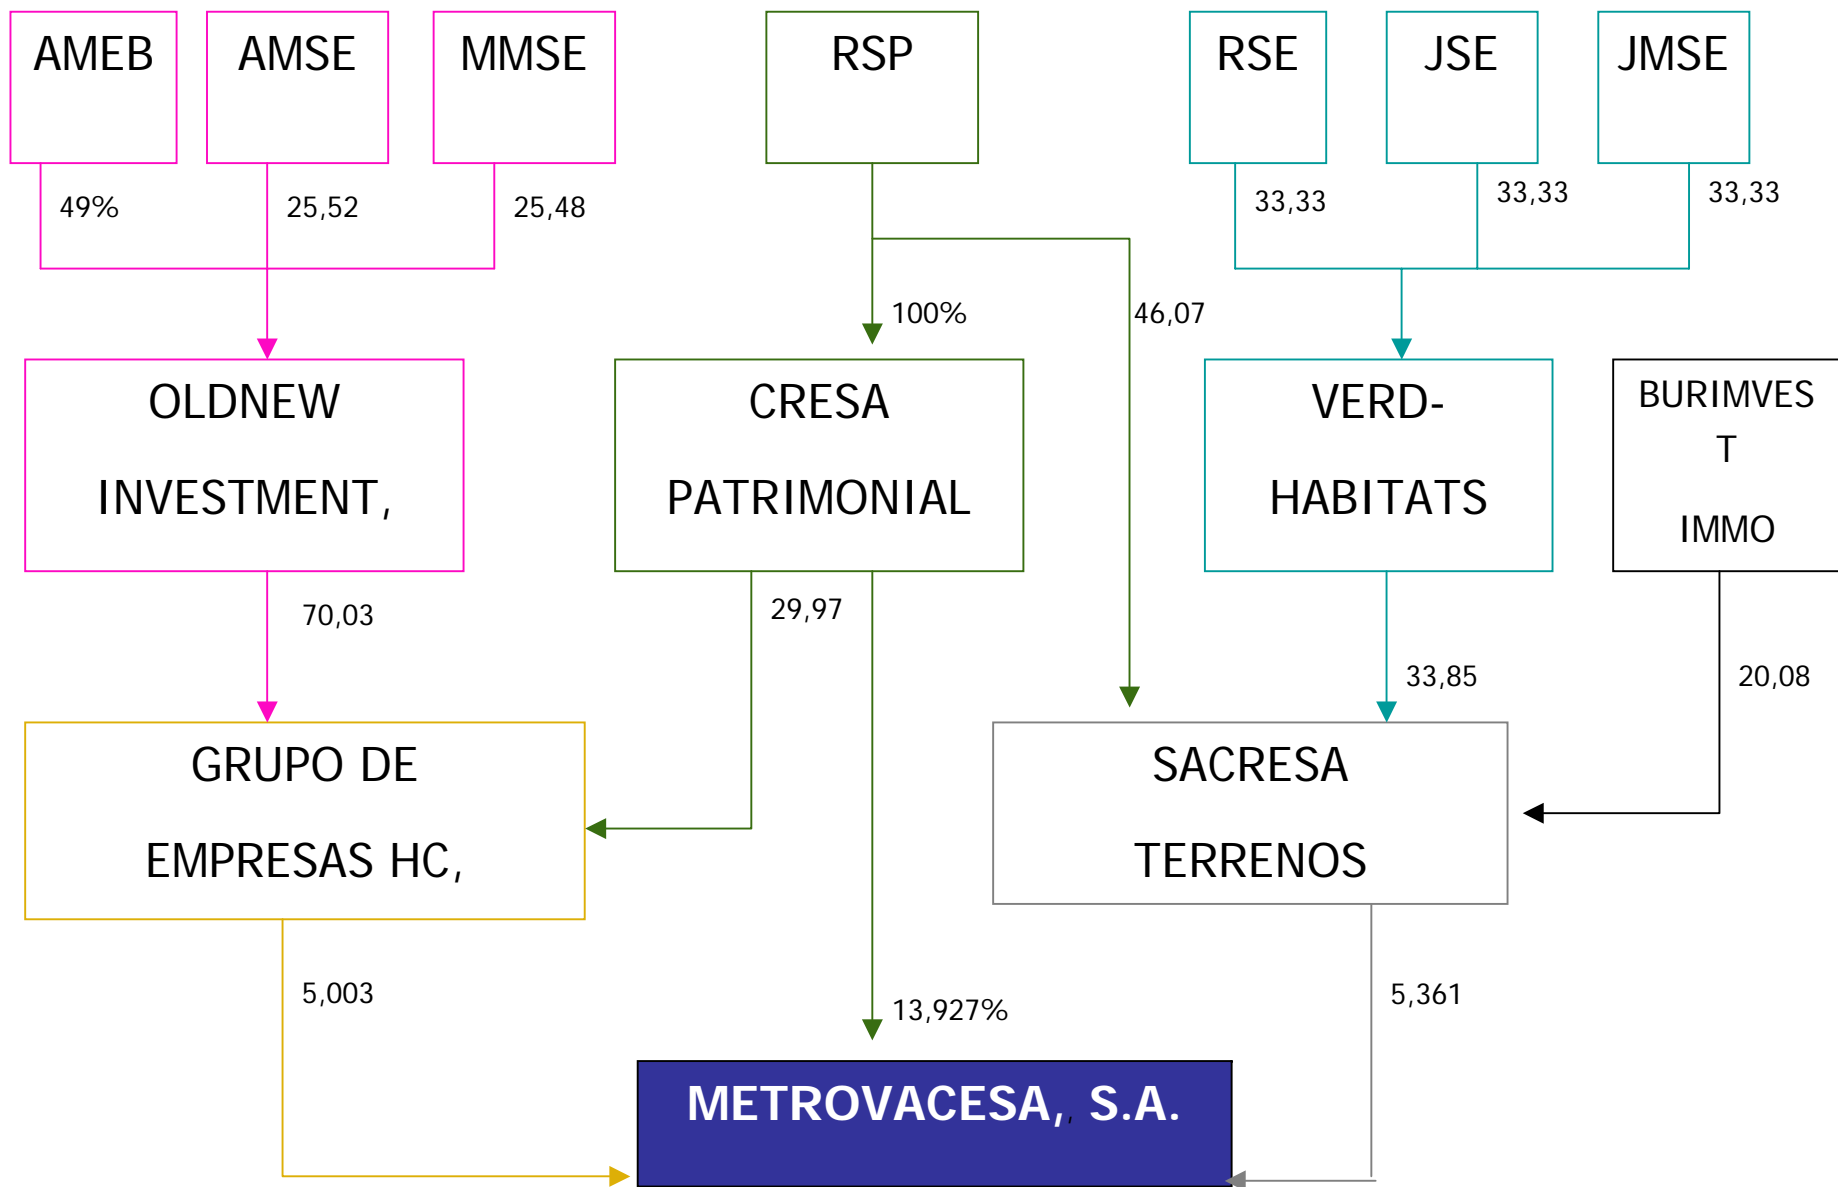 AMEB AMSE MMSE RSP RSE JSE JMSE
49% 25,52 25,48 33,33 33,33 33,33
100% 46,07
OLDNEW
INVESTMENT,
CRESA
PATRIMONIAL
VERD-
HABITATS
BURIMVES
T
IMMO
70,03 29,97 33,85 20,08
GRUPO DE
EMPRESAS HC,
SACRESA
TERRENOS
5,003 13,927% 5,361
METROVACESA,, S.A.